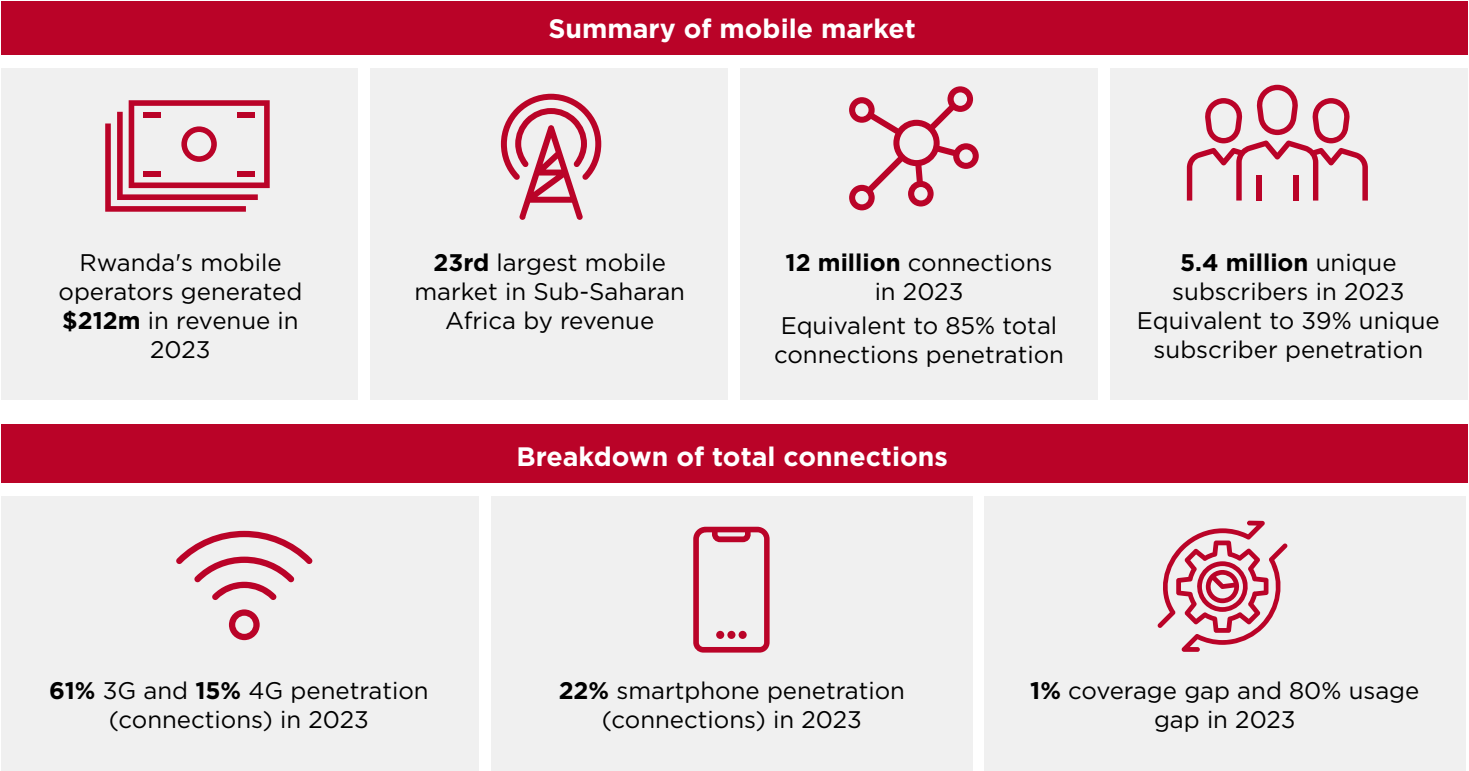 Summary of mobile market
Rwanda's mobile
operators generated
$212m in revenue in
2023
23rd largest mobile
market in Sub-Saharan
Africa by revenue
12 million connections
in 2023
Equivalent to 85% total
connections penetration
5.4 million unique
subscribers in 2023
Equivalent to 39% unique
subscriber penetration
Breakdown of total connections
61% 3G and 15% 4G penetration
(connections) in 2023
22% smartphone penetration
(connections) in 2023
1% coverage gap and 80% usage
gap in 2023